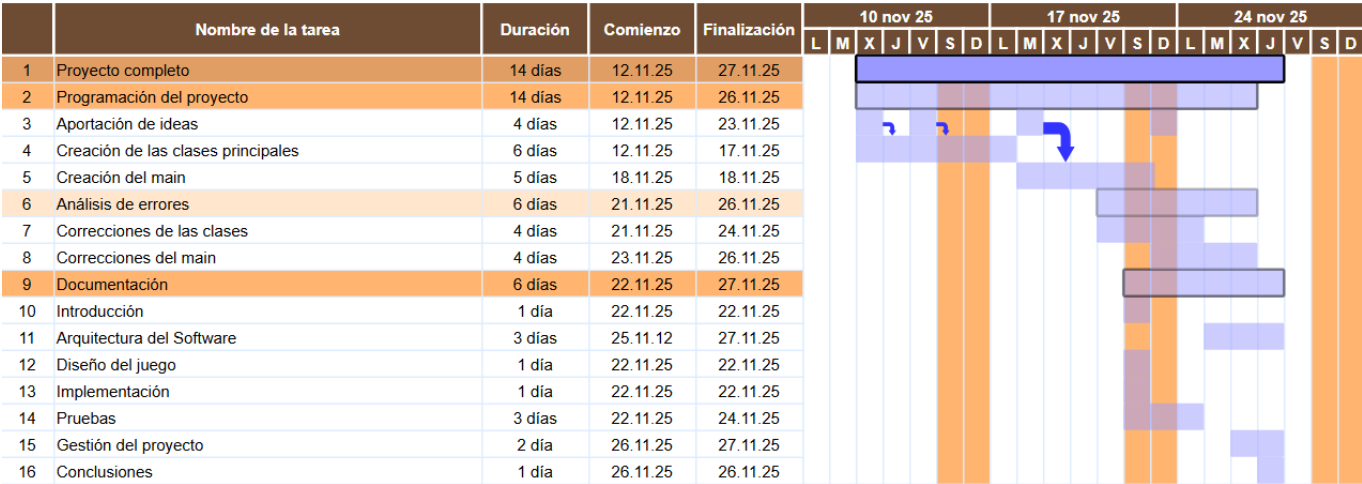 Nombre de la tarea Duración Comienzo Finalización 10 nov 25 17 nov 25 24 nov 25
L M X J V S D L M X J V S D L M X J V S D
1 Proyecto completo 14 días 12.11.25 27.11.25
2 Programación del proyecto 14 días 12.11.25 26.11.25
3 Aportación de ideas 4 días 12.11.25 23.11.25
4 Creación de las clases principales 6 días 12.11.25 17.11.25
5 Creación del main 5 días 18.11.25 18.11.25
6 Análisis de errores 6 días 21.11.25 26.11.25
7 Correcciones de las clases 4 días 21.11.25 24.11.25
8 Correcciones del main 4 días 23.11.25 26.11.25
9 Documentación 6 días 22.11.25 27.11.25
10 Introducción 1 día 22.11.25 22.11.25
11 Arquitectura del Software 3 días 25.11.12 27.11.25
12 Diseño del juego 1 día 22.11.25 22.11.25
13 Implementación 1 día 22.11.25 22.11.25
14 Pruebas 3 días 22.11.25 24.11.25
15 Gestión del proyecto 2 día 26.11.25 27.11.25
16 Conclusiones 1 día 26.11.25 26.11.25